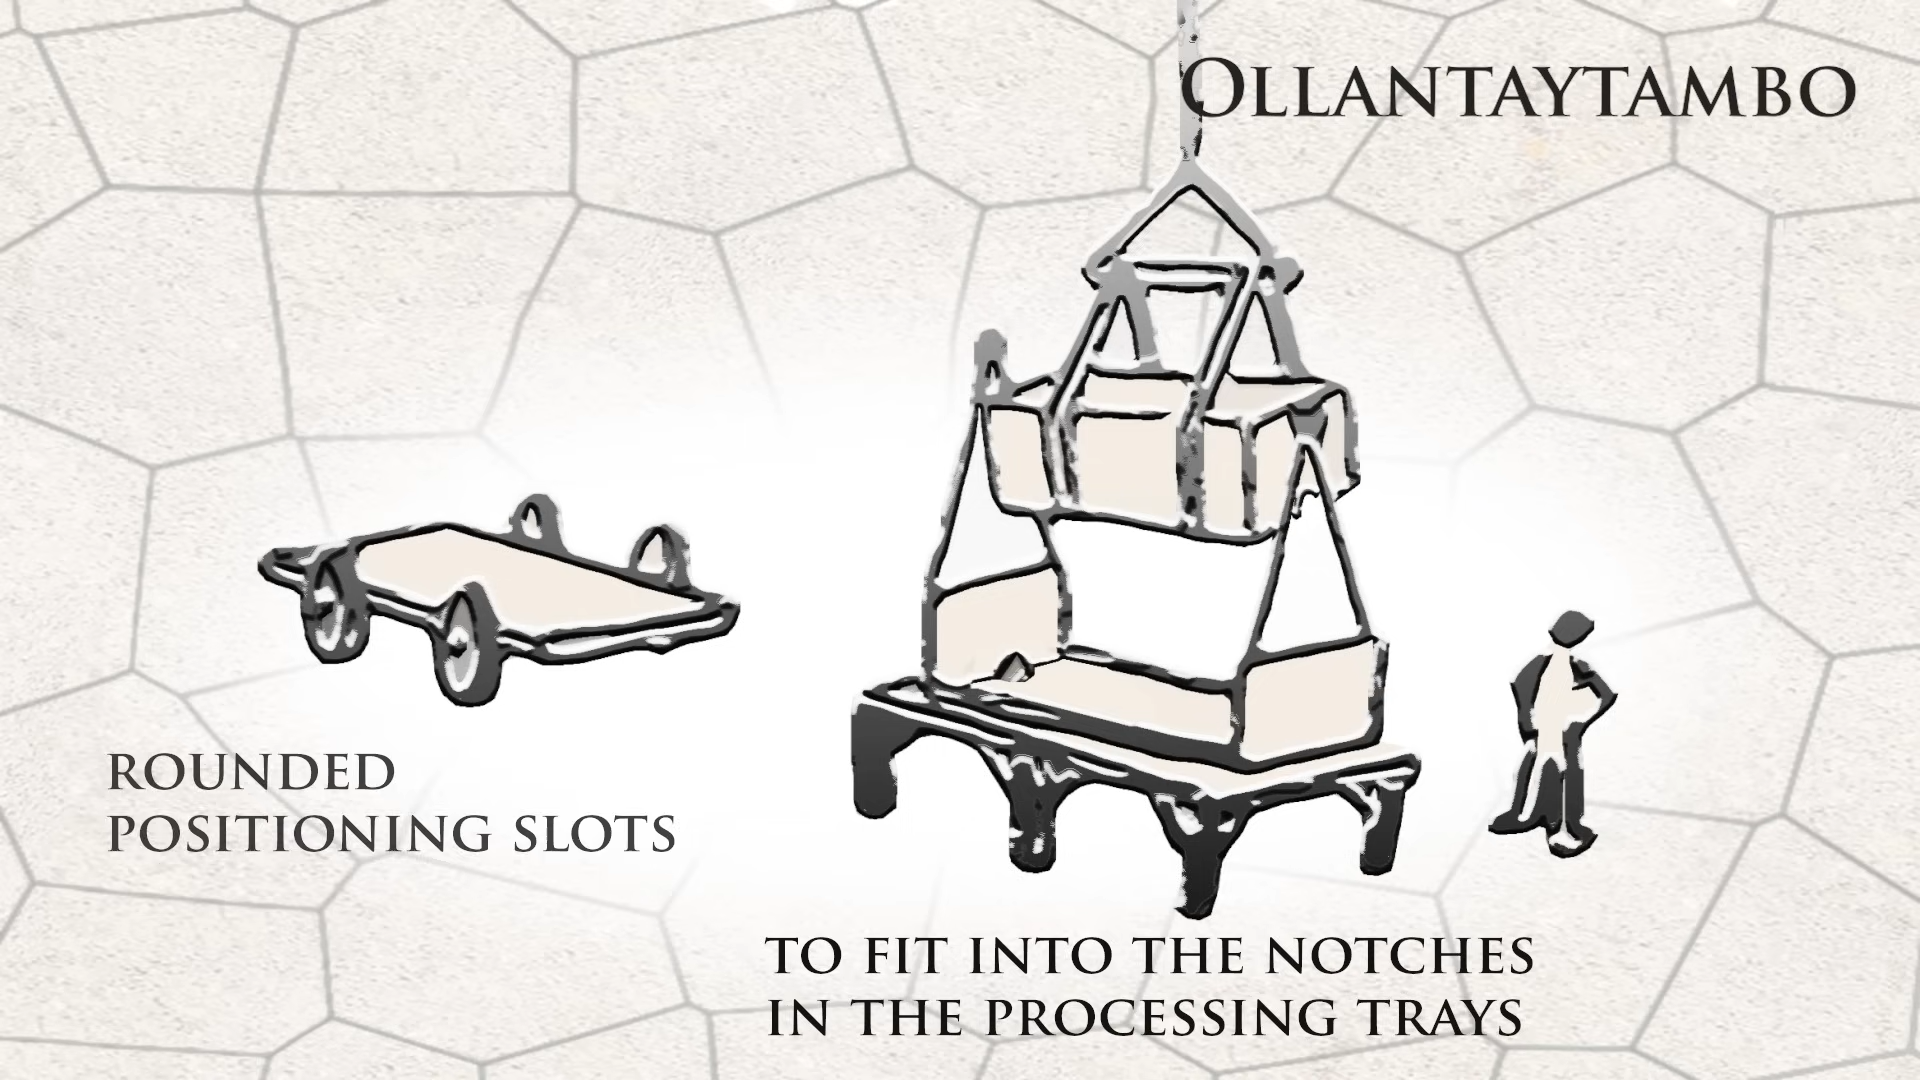 OLLANTAYTAMBO
ROUNDED
POSITIONING SLOTS
TO FIT INTO THE NOTCHES
IN THE PROCESSING TRAYS